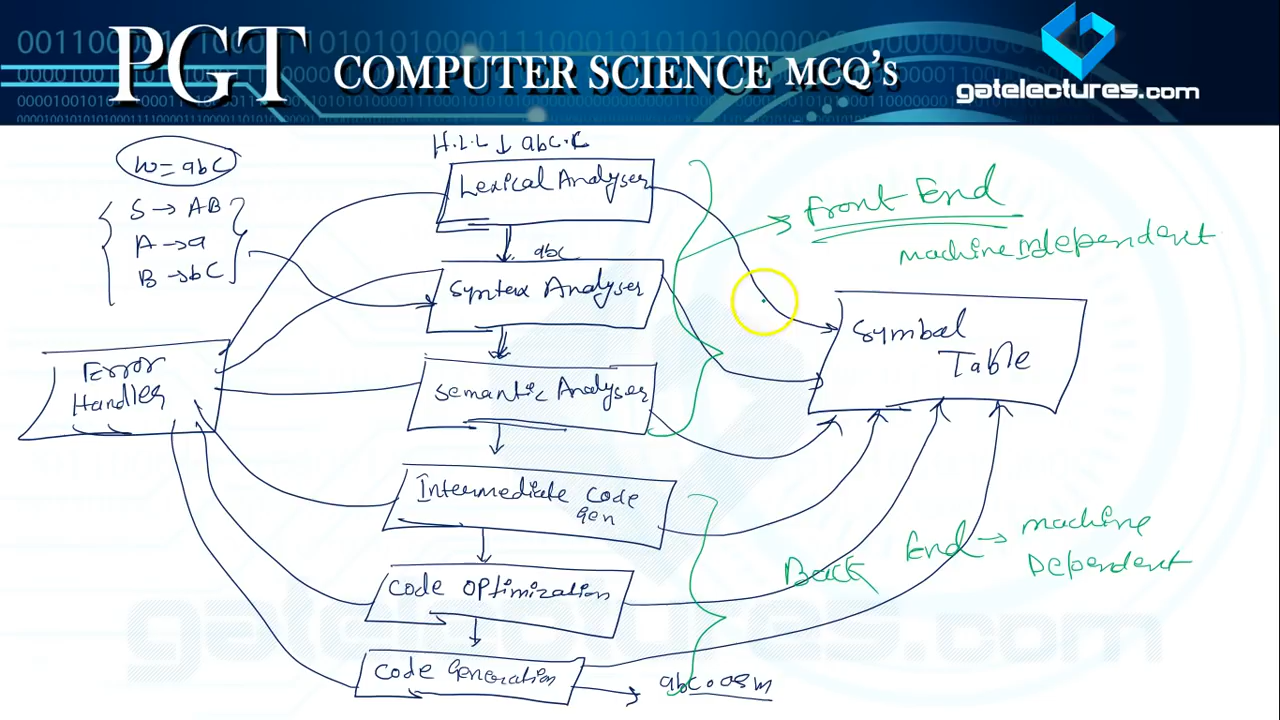 PGT COMPUTER SCIENCE MCQ's
gatelectures.com
H.L.L ↓ abc.c
w=abc
Lexical Analyser
S → AB
A → a
B → bc
Front End
machine Independent
abc
Syntax Analyser
Symbol
Table
Error
Handler
Semantic Analyser
Intermediate Code
gen
Back End → machine
Dependent
Code Optimization
Code Generation
abc.asm
gatelectures.com